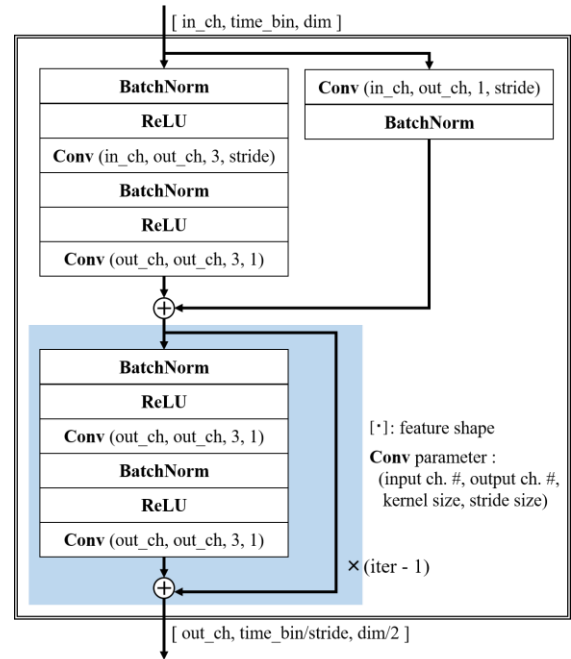 [ in_ch, time_bin, dim ]
BatchNorm
ReLU
Conv (in_ch, out_ch, 3, stride)
BatchNorm
ReLU
Conv (out_ch, out_ch, 3, 1)
Conv (in_ch, out_ch, 1, stride)
BatchNorm
+
BatchNorm
ReLU
Conv (out_ch, out_ch, 3, 1)
BatchNorm
ReLU
Conv (out_ch, out_ch, 3, 1)
+
×(iter - 1)
[·]: feature shape
Conv parameter :
(input ch. #, output ch. #,
kernel size, stride size)
[ out_ch, time_bin/stride, dim/2 ]